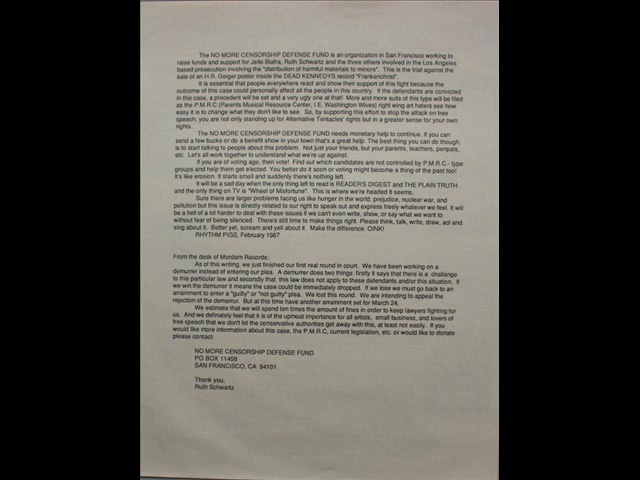 The NO MORE CENSORSHIP DEFENSE FUND is an organization in San Francisco working to
raise funds and support for Jello Biafra, Ruth Schwartz and the three others involved in the Los Angeles
based prosecution involving the "distribution of harmful materials to minors". This is the trial against the
sale of an H.R. Geiger poster inside the DEAD KENNEDYS record "Frankenchrist".
It is essential that people everywhere react and show their support of this fight because the
outcome of this case could personally affect all the people in this country. If the defendants are convicted
in this case, a precedent will be set and a very ugly one at that! More and more suits of this type will be filed
as the P.M.R.C (Parents Musical Resource Center, I.E. Washington Wives) right wing art haters see how
easy it is to change what they don't like to see. So, by supporting this effort to stop the attack on free
speech, you are not only standing up for Alternative Tentacles' rights but in a greater sense for your own
rights.
The NO MORE CENSORSHIP DEFENSE FUND needs monetary help to continue. If you can
send a few bucks or do a benefit show in your town that's a great help. The best thing you can do though,
is to start talking to people about this problem. Not just your friends, but your parents, teachers, penpals,
etc. Let's all work together to understand what we're up against.
If you are of voting age, then vote! Find out which candidates are not controlled by P.M.R.C.- type
groups and help them get elected. You better do it soon or voting might become a thing of the past too!
It's like erosion. It starts small and suddenly there's nothing left.
It will be a sad day when the only thing left to read is READER'S DIGEST and THE PLAIN TRUTH
and the only thing on TV is "Wheel of Misfortune". This is where we're headed it seems.
Sure there are larger problems facing us like hunger in the world, prejudice, nuclear war, and
pollution but this issue is directly related to our right to speak out and express freely whatever we feel. It will
be a hell of a lot harder to deal with these issues if we can't even write, show, or say what we want to
without fear of being silenced. There's still time to make things right. Please think, talk, write, draw, act and
sing about it. Better yet, scream and yell about it. Make the difference. OINK!
RHYTHM PIGS, February 1987
From the desk of Mordam Records:
As of this writing, we just finished our first real round in court. We have been working on a
demurrer instead of entering our plea. A demurrer does two things: firstly it says that there is a challenge
to this particular law and secondly that this law does not apply to these defendants and/or this situation. If
we win the demurrer it means the case could be immediately dropped. If we lose we must go back to an
arrainment to enter a "guilty" or "not guilty" plea. We lost this round. We are intending to appeal the
rejection of the demerrur. But at this time have another arrainment set for March 24.
We estimate that we will spend ten times the amount of fines in order to keep lawyers fighting for
us. And we definately feel that it is of the upmost importance for all artists, small business, and lovers of
free speech that we don't let the conservative authorities get away with this, at least not easily. If you
would like more information about this case, the P.M.R.C, current legislation, etc. or would like to donate
please contact:
NO MORE CENSORSHIP DEFENSE FUND
PO BOX 11458
SAN FRANCISCO, CA 94101
Thank you,
Ruth Schwartz